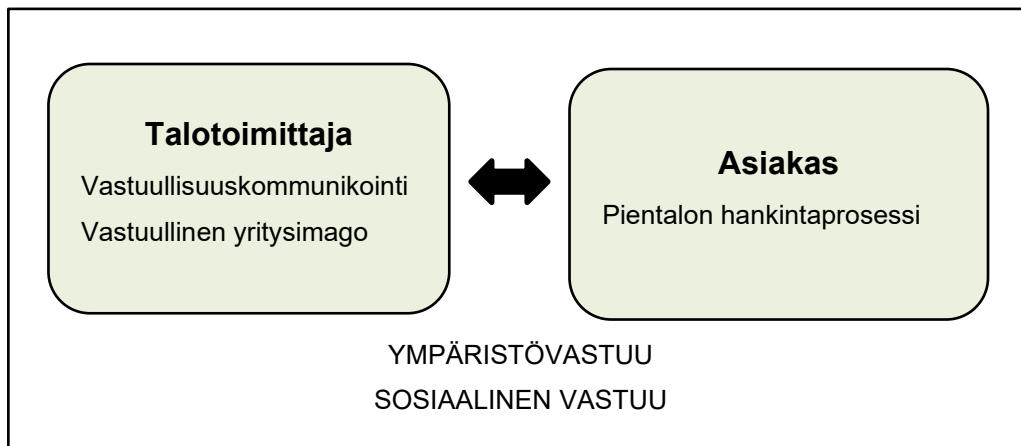 Talotoimittaja
Vastuullisuuskommunikointi
Vastuullinen yritysimago
Asiakas
Pientalon hankintaprosessi
YMPÄRISTÖVASTUU
SOSIAALINEN VASTUU